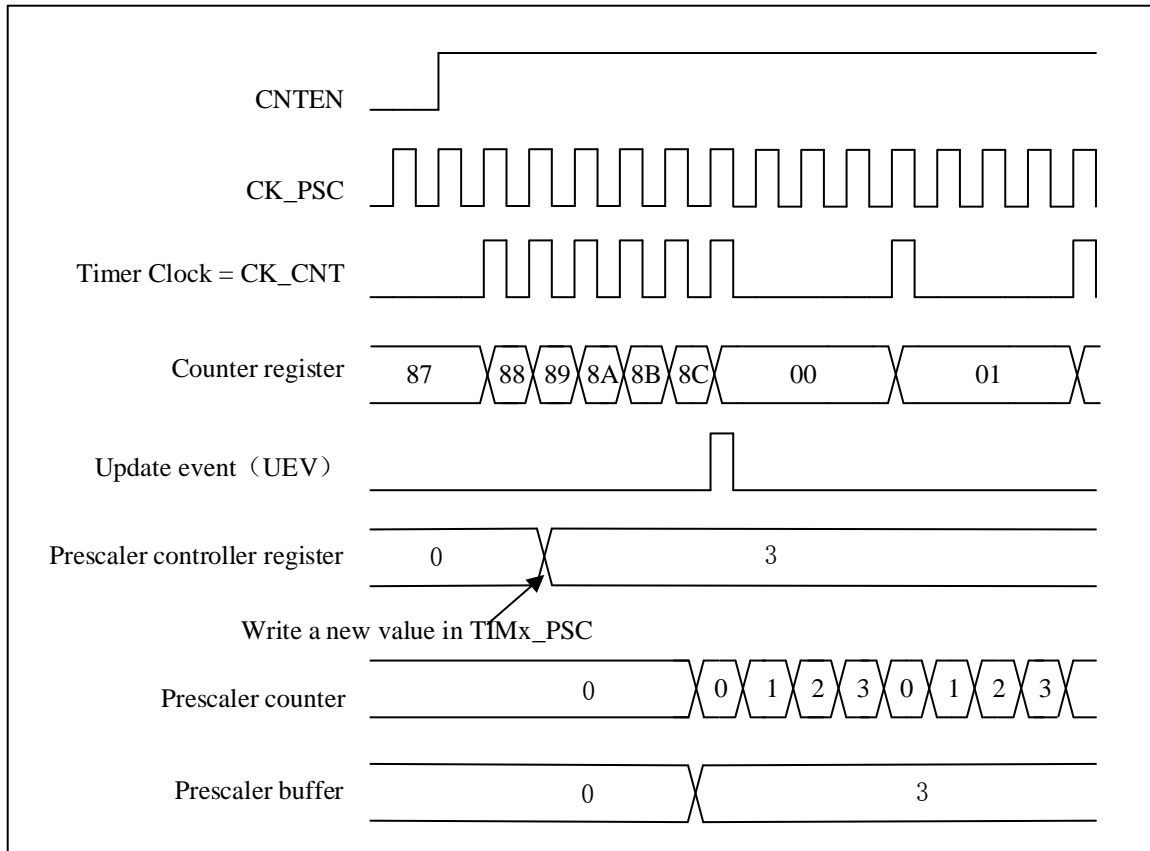 CNTEN
CK_PSC
Timer Clock = CK_CNT
Counter register
87 88 89 8A 8B 8C 00 01
Update event（UEV）
Prescaler controller register
0 3
Write a new value in TIMx_PSC
Prescaler counter
0 0 1 2 3 0 1 2 3
Prescaler buffer
0 3